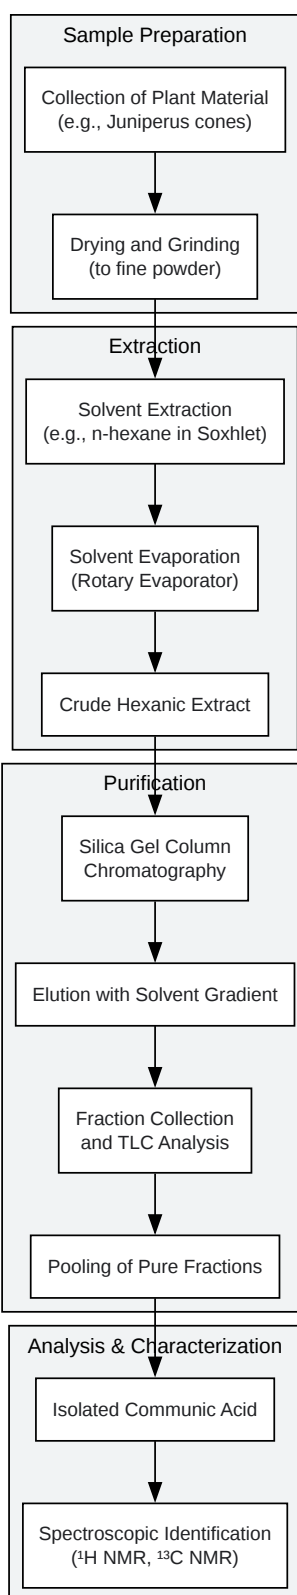 Sample Preparation
Collection of Plant Material
(e.g., Juniperus cones)
Drying and Grinding
(to fine powder)
Extraction
Solvent Extraction
(e.g., n-hexane in Soxhlet)
Solvent Evaporation
(Rotary Evaporator)
Crude Hexanic Extract
Purification
Silica Gel Column
Chromatography
Elution with Solvent Gradient
Fraction Collection
and TLC Analysis
Pooling of Pure Fractions
Analysis & Characterization
Isolated Communic Acid
Spectroscopic Identification
(¹H NMR, ¹³C NMR)